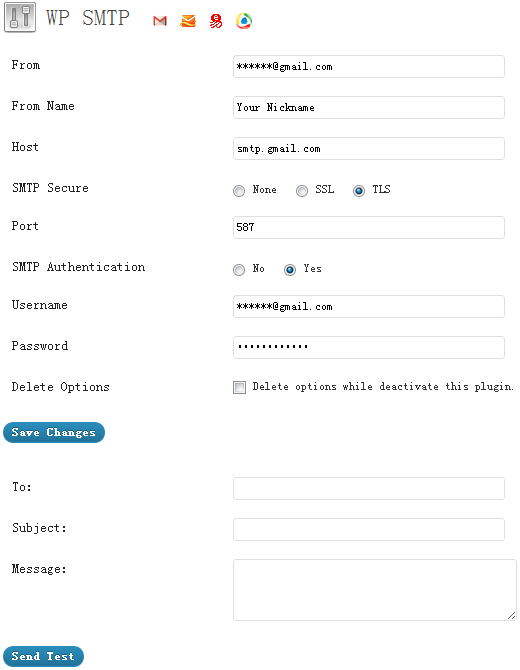 WP SMTP
From
******@gmail.com
From Name
Your Nickname
Host
smtp.gmail.com
SMTP Secure
None SSL TLS
Port
587
SMTP Authentication
No Yes
Username
******@gmail.com
Password
••••••••••••
Delete Options
Delete options while deactivate this plugin.
Save Changes
To:
Subject:
Message:
Send Test